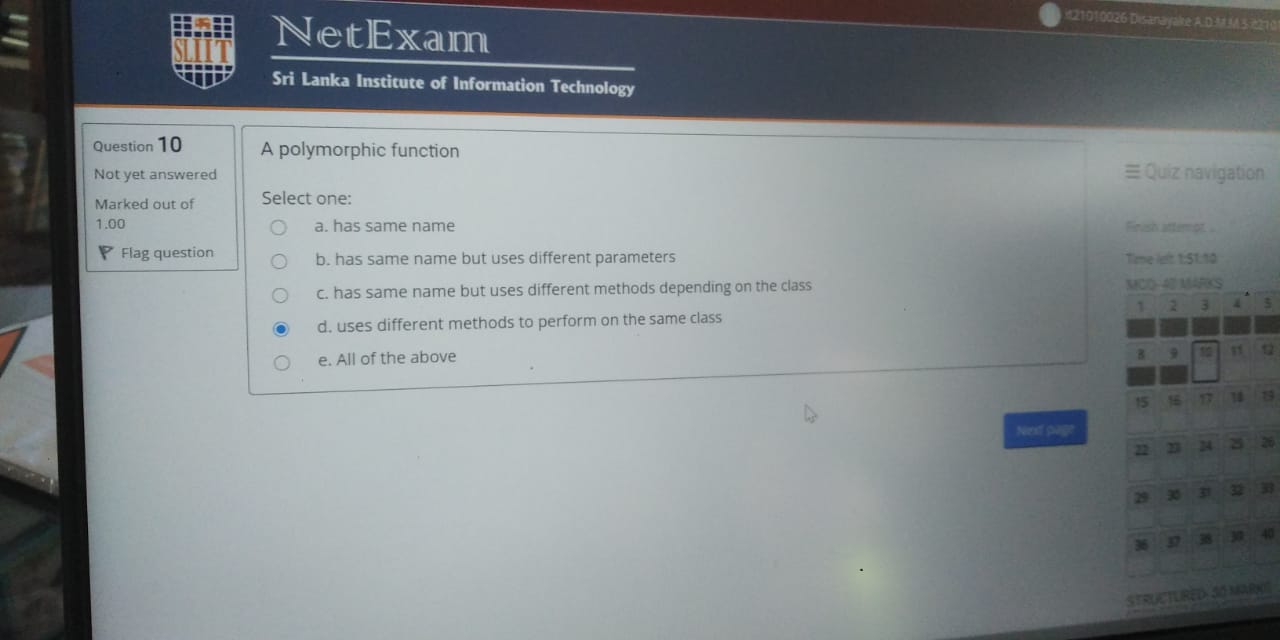 SLIIT
NetExam
Sri Lanka Institute of Information Technology
it21010026 Disanayake A.D.M.M.S
Question 10
Not yet answered
Marked out of
1.00
Flag question
A polymorphic function
Select one:
a. has same name
b. has same name but uses different parameters
c. has same name but uses different methods depending on the class
d. uses different methods to perform on the same class
e. All of the above
Next page
Quiz navigation
Finish attempt ...
Time left 1:51:10
MCQ-40 MARKS
1 2 3 4 5
8 9 10 11 12
15 16 17 18 19
22 23 24 25 26
29 30 31 32 33
36 37 38 39 40
STRUCTURED-30 MARKS